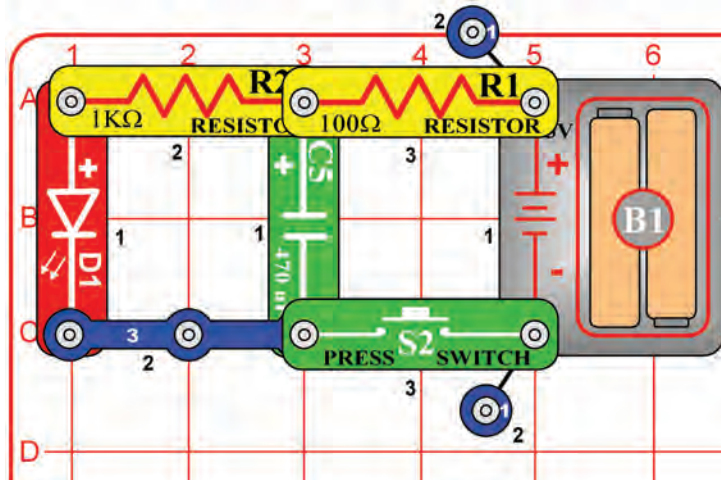 2 1
1 2 3 4 5 6
A R2 R1
1KΩ 100Ω RESISTOR
2 3
+ C5 + +
B B1
1 1 1
D1 470 -
C 3
2
PRESS S2 SWITCH
3
1
2
D